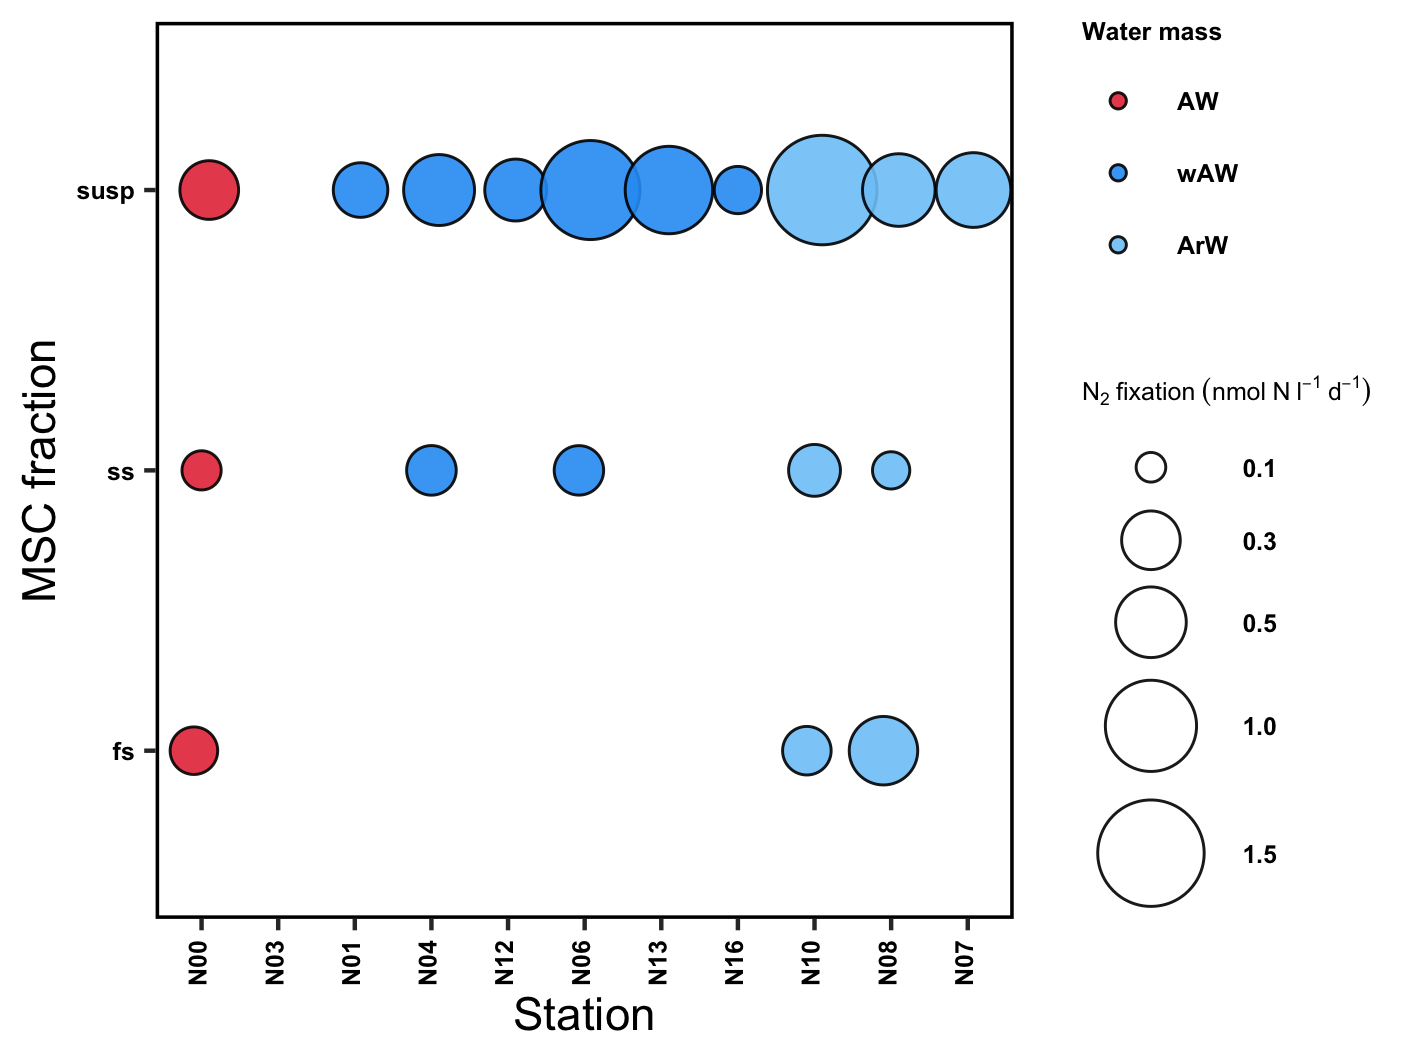 Water mass
AW
wAW
ArW
N₂ fixation (nmol N l⁻¹ d⁻¹)
0.1
0.3
0.5
1.0
1.5
MSC fraction
susp
ss
fs
N00 N03 N01 N04 N12 N06 N13 N16 N10 N08 N07
Station